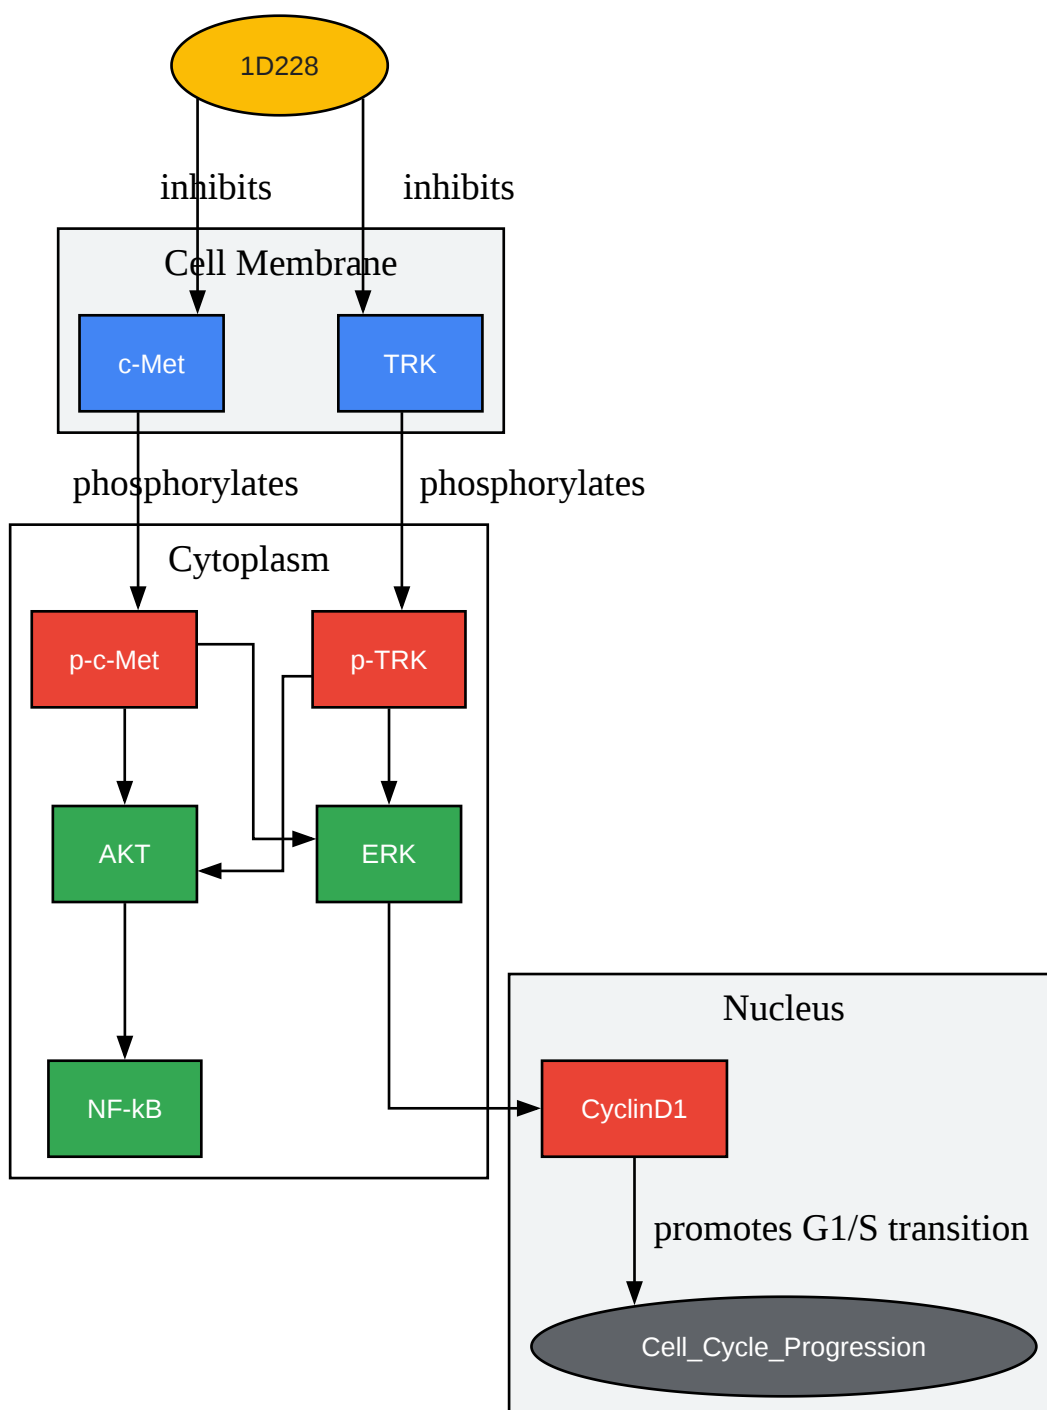 1D228
inhibits
inhibits
Cell Membrane
c-Met
TRK
phosphorylates
phosphorylates
Cytoplasm
p-c-Met
p-TRK
AKT
ERK
Nucleus
NF-kB
CyclinD1
promotes G1/S transition
Cell_Cycle_Progression